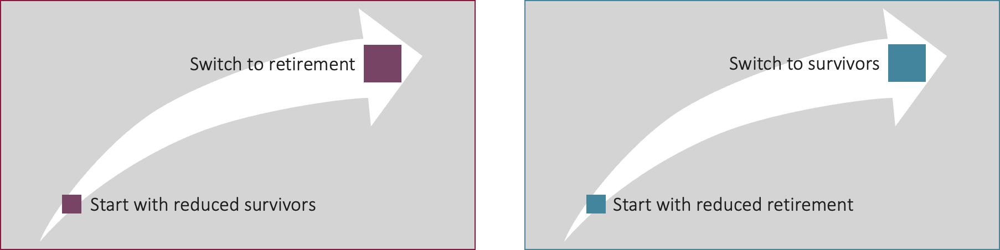 Switch to retirement
Start with reduced survivors
Switch to survivors
Start with reduced retirement